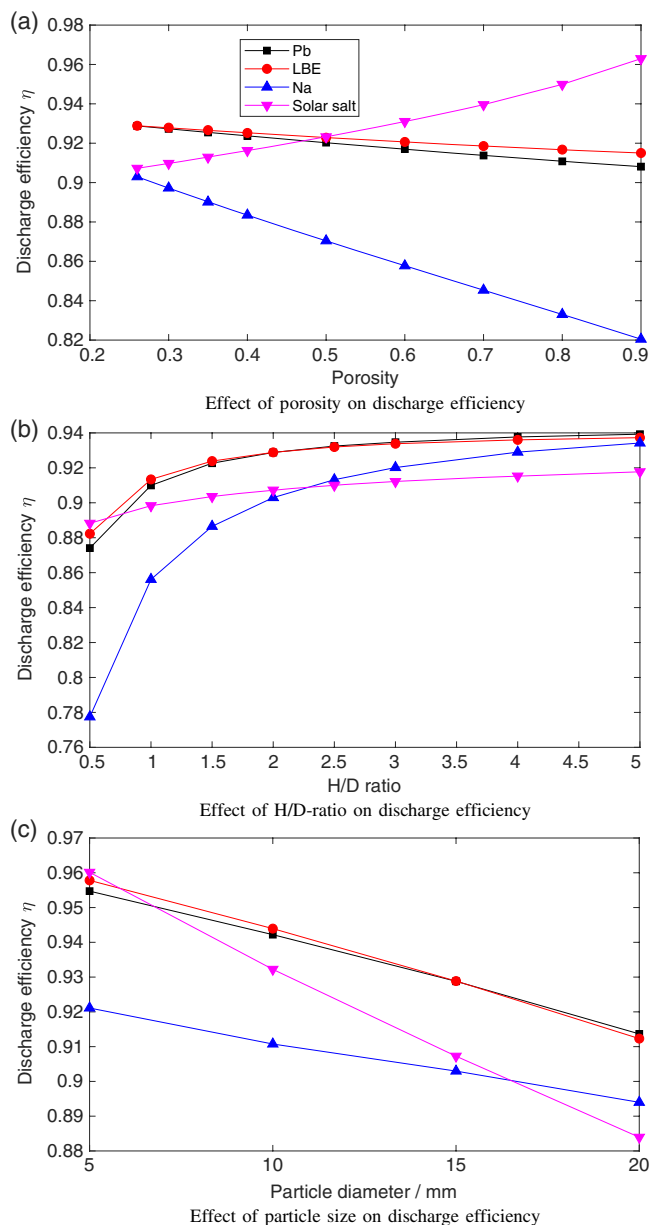 (a)
0.98
0.96
0.94
0.92
0.9
0.88
0.86
0.84
0.82
Discharge efficiency η
Pb
LBE
Na
Solar salt
0.2 0.3 0.4 0.5 0.6 0.7 0.8 0.9
Porosity
Effect of porosity on discharge efficiency
(b)
0.94
0.92
0.9
0.88
0.86
0.84
0.82
0.8
0.78
0.76
Discharge efficiency η
0.5 1 1.5 2 2.5 3 3.5 4 4.5 5
H/D ratio
Effect of H/D-ratio on discharge efficiency
(c)
0.97
0.96
0.95
0.94
0.93
0.92
0.91
0.9
0.89
0.88
Discharge efficiency η
5 10 15 20
Particle diameter / mm
Effect of particle size on discharge efficiency